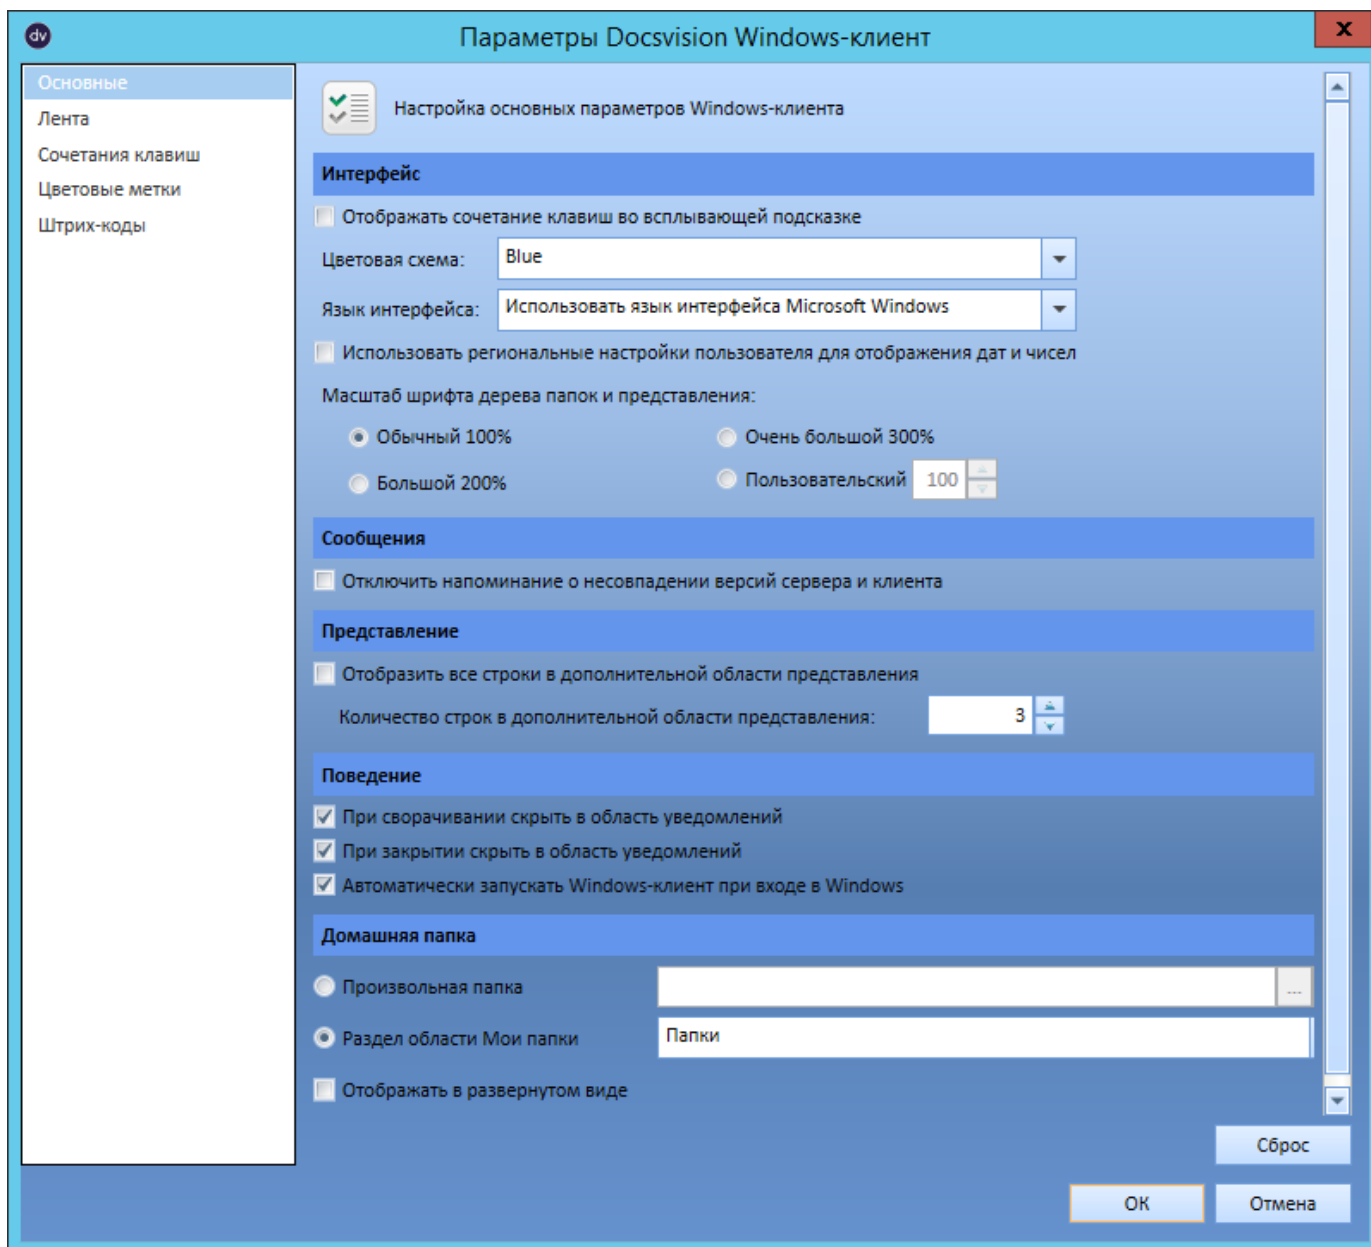 dv
Параметры Docsvision Windows-клиент
x
Основные
Лента
Сочетания клавиш
Цветовые метки
Штрих-коды
Настройка основных параметров Windows-клиента
Интерфейс
Отображать сочетание клавиш во всплывающей подсказке
Цветовая схема: Blue
Язык интерфейса: Использовать язык интерфейса Microsoft Windows
Использовать региональные настройки пользователя для отображения дат и чисел
Масштаб шрифта дерева папок и представления:
Обычный 100% Очень большой 300%
Большой 200% Пользовательский 100
Сообщения
Отключить напоминание о несовпадении версий сервера и клиента
Представление
Отобразить все строки в дополнительной области представления
Количество строк в дополнительной области представления: 3
Поведение
При сворачивании скрыть в область уведомлений
При закрытии скрыть в область уведомлений
Автоматически запускать Windows-клиент при входе в Windows
Домашняя папка
Произвольная папка ...
Раздел области Мои папки Папки
Отображать в развернутом виде
Сброс
ОК Отмена